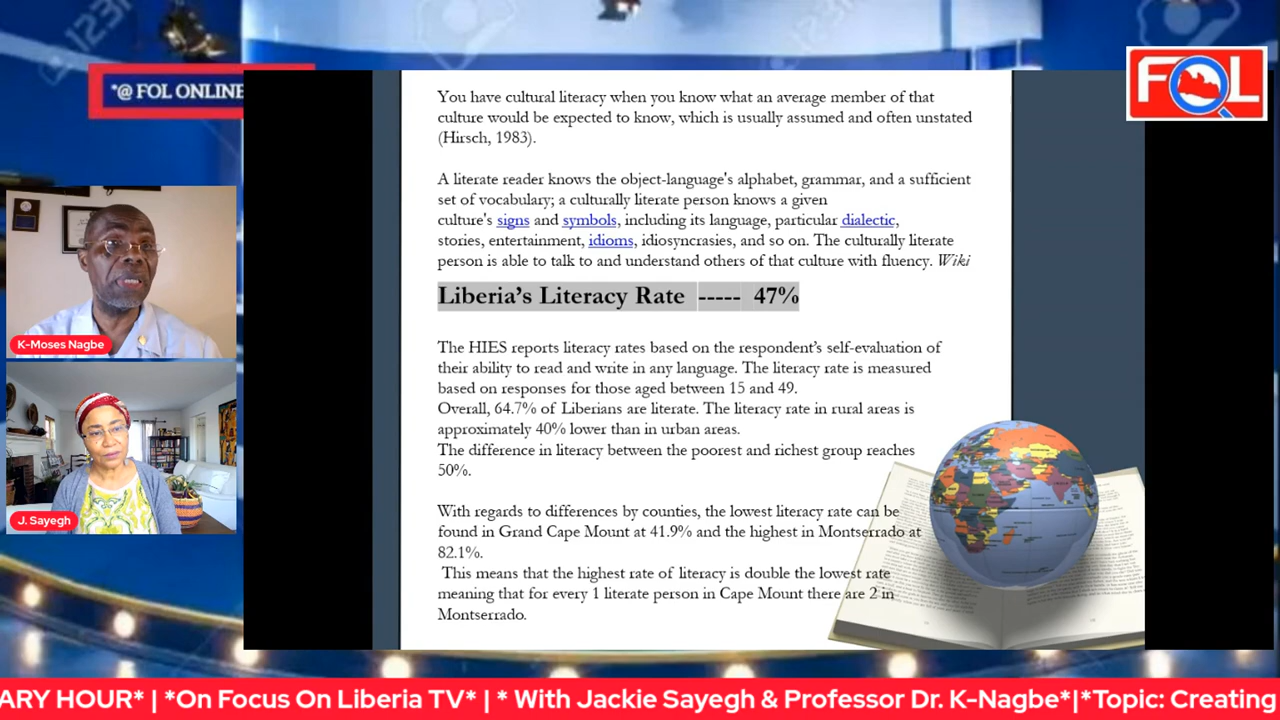 *@ FOL ONLINE
FOL
You have cultural literacy when you know what an average member of that
culture would be expected to know, which is usually assumed and often unstated
(Hirsch, 1983).
A literate reader knows the object-language's alphabet, grammar, and a sufficient
set of vocabulary; a culturally literate person knows a given
culture's signs and symbols, including its language, particular dialectic,
stories, entertainment, idioms, idiosyncrasies, and so on. The culturally literate
person is able to talk to and understand others of that culture with fluency. Wiki
Liberia's Literacy Rate ----- 47%
The HIES reports literacy rates based on the respondent's self-evaluation of
their ability to read and write in any language. The literacy rate is measured
based on responses for those aged between 15 and 49.
Overall, 64.7% of Liberians are literate. The literacy rate in rural areas is
approximately 40% lower than in urban areas.
The difference in literacy between the poorest and richest group reaches
50%.
With regards to differences by counties, the lowest literacy rate can be
found in Grand Cape Mount at 41.9% and the highest in Montserrado at
82.1%.
This means that the highest rate of literacy is double the lowest rate
meaning that for every 1 literate person in Cape Mount there are 2 in
Montserrado.
K-Moses Nagbe
J. Sayegh
ARY HOUR* | *On Focus On Liberia TV* | * With Jackie Sayegh & Professor Dr. K-Nagbe*|*Topic: Creating